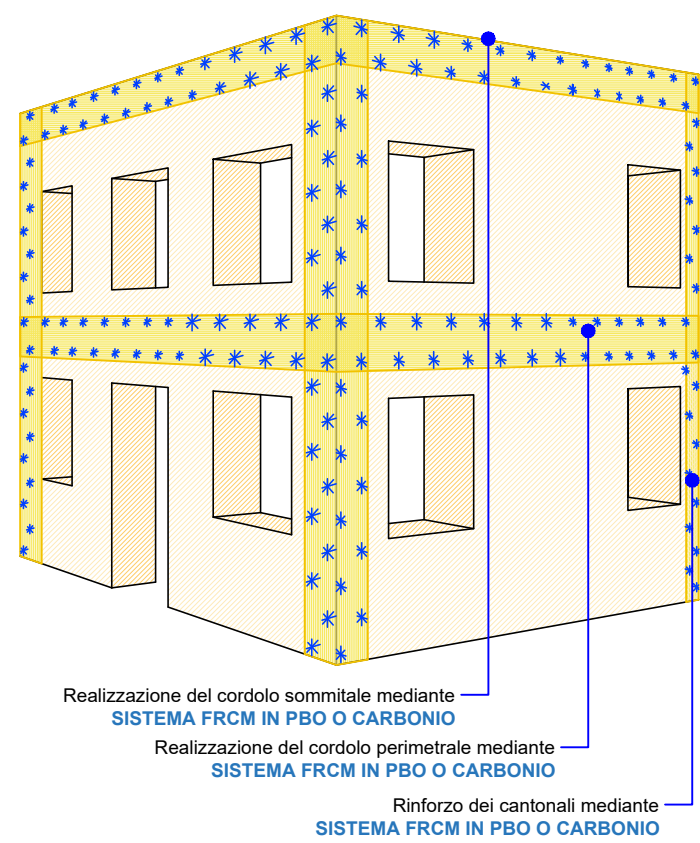 Realizzazione del cordolo sommitale mediante
SISTEMA FRCM IN PBO O CARBONIO
Realizzazione del cordolo perimetrale mediante
SISTEMA FRCM IN PBO O CARBONIO
Rinforzo dei cantonali mediante
SISTEMA FRCM IN PBO O CARBONIO